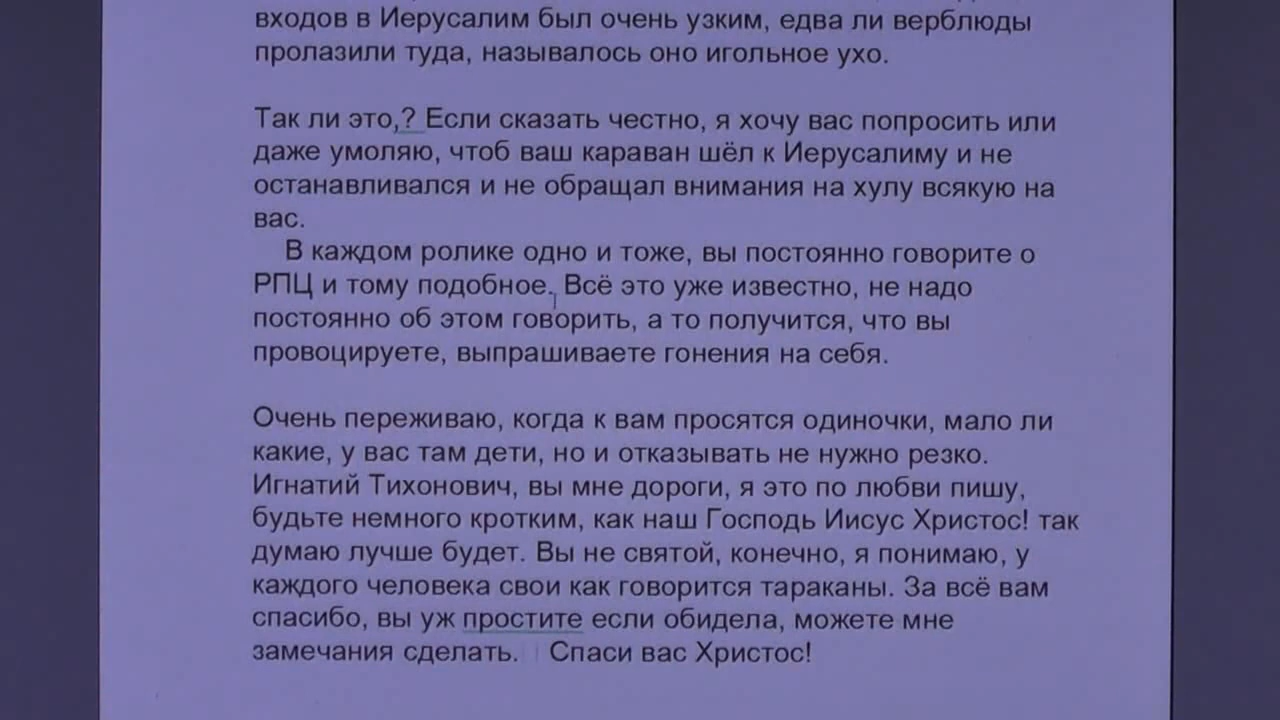 входов в Иерусалим был очень узким, едва ли верблюды
пролазили туда, называлось оно игольное ухо.
Так ли это,? Если сказать честно, я хочу вас попросить или
даже умоляю, чтоб ваш караван шёл к Иерусалиму и не
останавливался и не обращал внимания на хулу всякую на
вас.
В каждом ролике одно и тоже, вы постоянно говорите о
РПЦ и тому подобное. Всё это уже известно, не надо
постоянно об этом говорить, а то получится, что вы
провоцируете, выпрашиваете гонения на себя.
Очень переживаю, когда к вам просятся одиночки, мало ли
какие, у вас там дети, но и отказывать не нужно резко.
Игнатий Тихонович, вы мне дороги, я это по любви пишу,
будьте немного кротким, как наш Господь Иисус Христос! так
думаю лучше будет. Вы не святой, конечно, я понимаю, у
каждого человека свои как говорится тараканы. За всё вам
спасибо, вы уж простите если обидела, можете мне
замечания сделать. Спаси вас Христос!